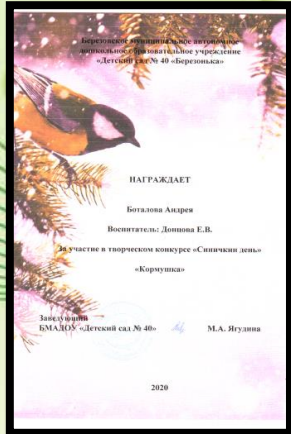 Березовское муниципальное автономное
дошкольное образовательное учреждение
«Детский сад № 40 «Березонька»
НАГРАЖДАЕТ
Боталова Андрея
Воспитатель: Донцова Е.В.
За участие в творческом конкурсе «Синичкин день»
«Кормушка»
Заведующий
БМАДОУ «Детский сад № 40» М.А. Ягудина
2020